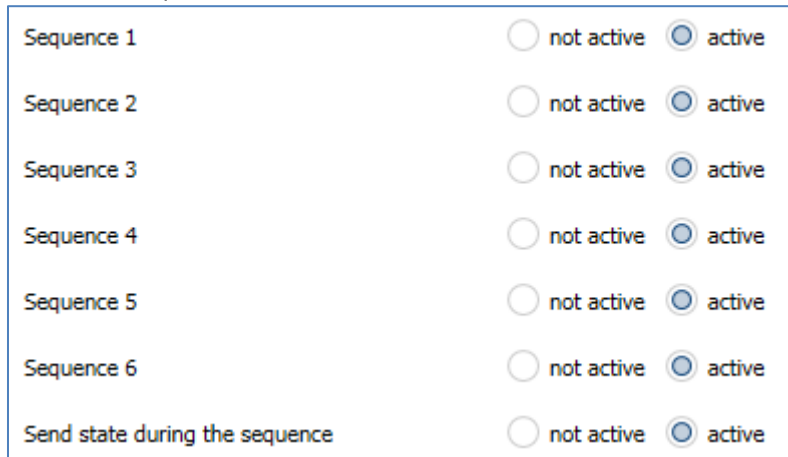 Sequence 1 not active active
Sequence 2 not active active
Sequence 3 not active active
Sequence 4 not active active
Sequence 5 not active active
Sequence 6 not active active
Send state during the sequence not active active